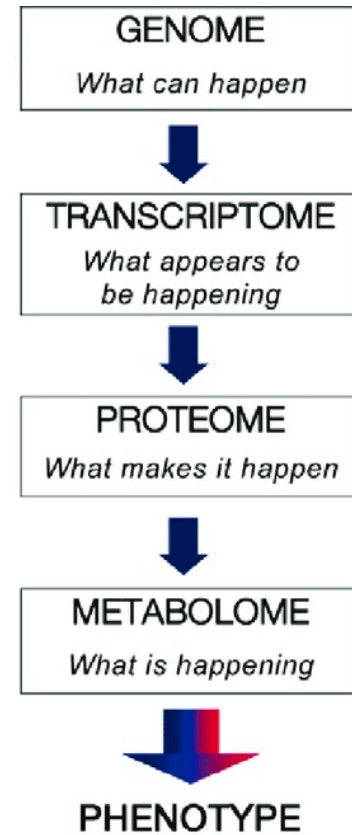 GENOME
What can happen
TRANSCRIPTOME
What appears to
be happening
PROTEOME
What makes it happen
METABOLOME
What is happening
PHENOTYPE